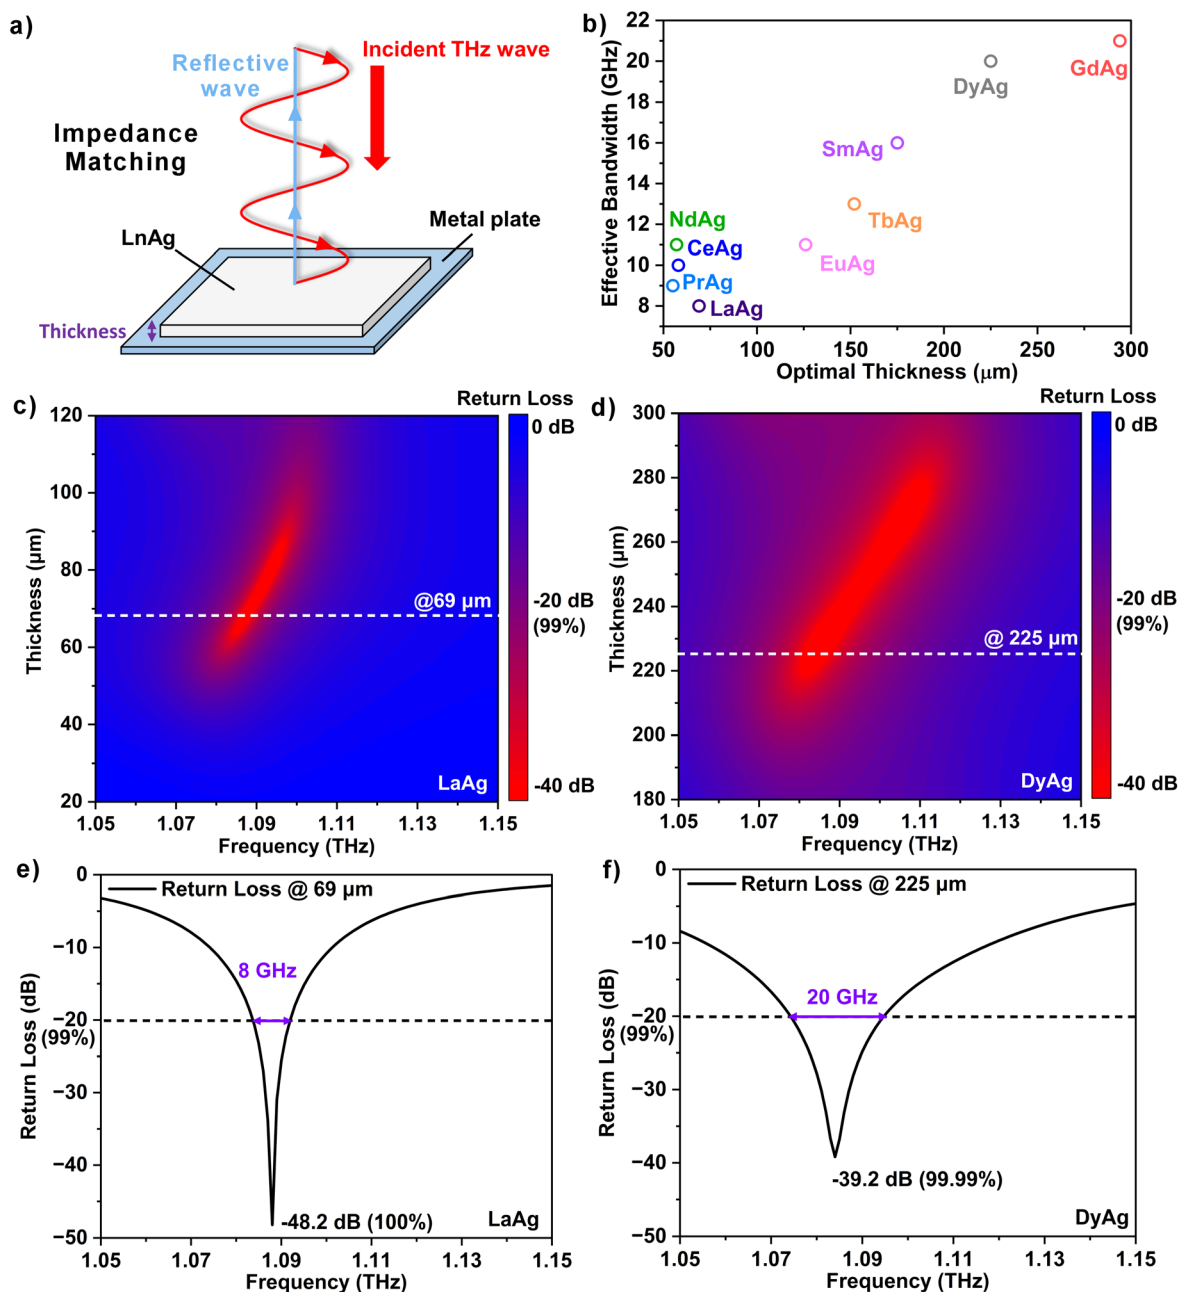 a)
Incident THz wave
Reflective
wave
Impedance
Matching
LnAg
Metal plate
Thickness
b)
Effective Bandwidth (GHz)
22
20
18
16
14
12
10
8
GdAg
DyAg
SmAg
TbAg
NdAg
CeAg
EuAg
PrAg
LaAg
50
100
150
200
250
300
Optimal Thickness (μm)
c)
Return Loss
0 dB
-20 dB
(99%)
-40 dB
Thickness (μm)
120
100
80
60
40
20
@69 μm
LaAg
1.05
1.07
1.09
1.11
1.13
1.15
Frequency (THz)
d)
Return Loss
0 dB
-20 dB
(99%)
-40 dB
Thickness (μm)
300
280
260
240
220
200
180
@ 225 μm
DyAg
1.05
1.07
1.09
1.11
1.13
1.15
Frequency (THz)
e)
Return Loss @ 69 μm
Return Loss (dB)
0
−10
−20
(99%)
−30
−40
−50
8 GHz
-48.2 dB (100%)
LaAg
1.05
1.07
1.09
1.11
1.13
1.15
Frequency (THz)
f)
Return Loss @ 225 μm
Return Loss (dB)
0
−10
−20
(99%)
−30
−40
−50
20 GHz
-39.2 dB (99.99%)
DyAg
1.05
1.07
1.09
1.11
1.13
1.15
Frequency (THz)